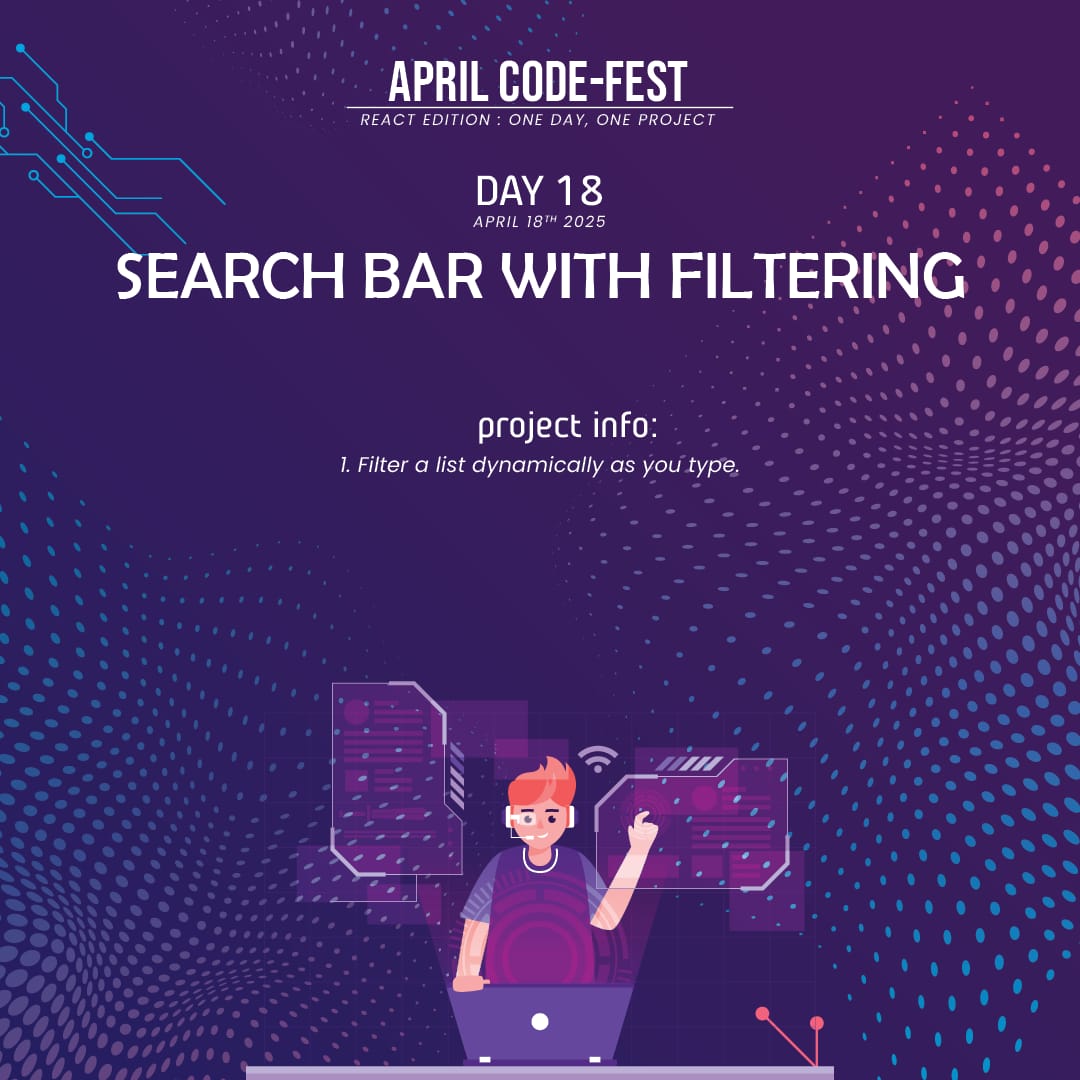 APRIL CODE-FEST
REACT EDITION : ONE DAY, ONE PROJECT
DAY 18
APRIL 18TH 2025
SEARCH BAR WITH FILTERING
project info:
1. Filter a list dynamically as you type.